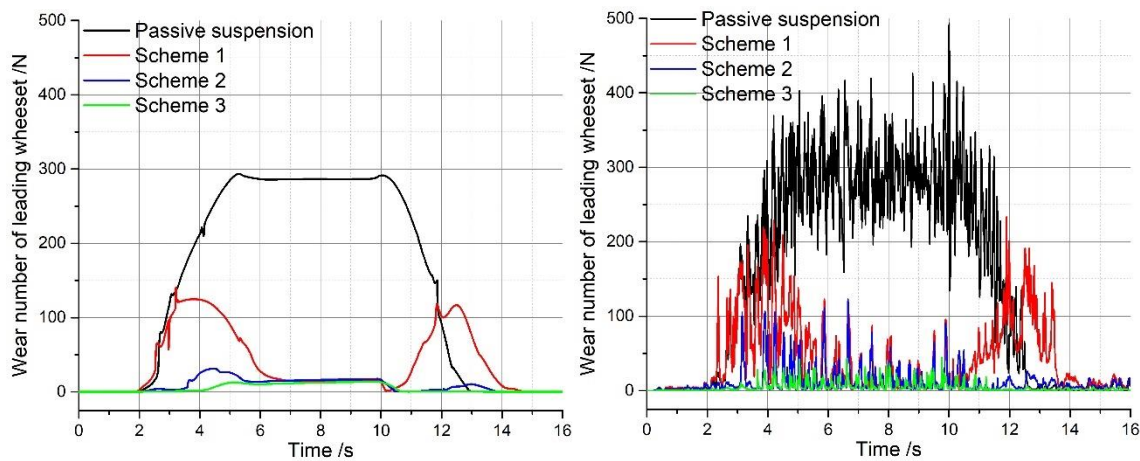 Wear number of leading wheeset /N
500
400
300
200
100
0
Passive suspension
Scheme 1
Scheme 2
Scheme 3
0 2 4 6 8 10 12 14 16
Time /s
Wear number of leading wheeset /N
500
400
300
200
100
0
Passive suspension
Scheme 1
Scheme 2
Scheme 3
0 2 4 6 8 10 12 14 16
Time /s